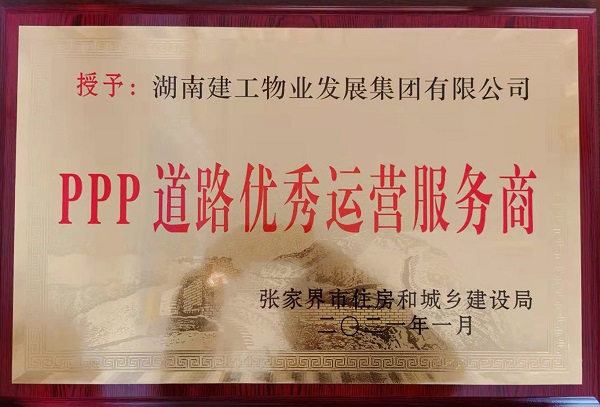 授予：湖南建工物业发展集团有限公司
PPP道路优秀运营服务商
张家界市住房和城乡建设局
二〇二一年一月